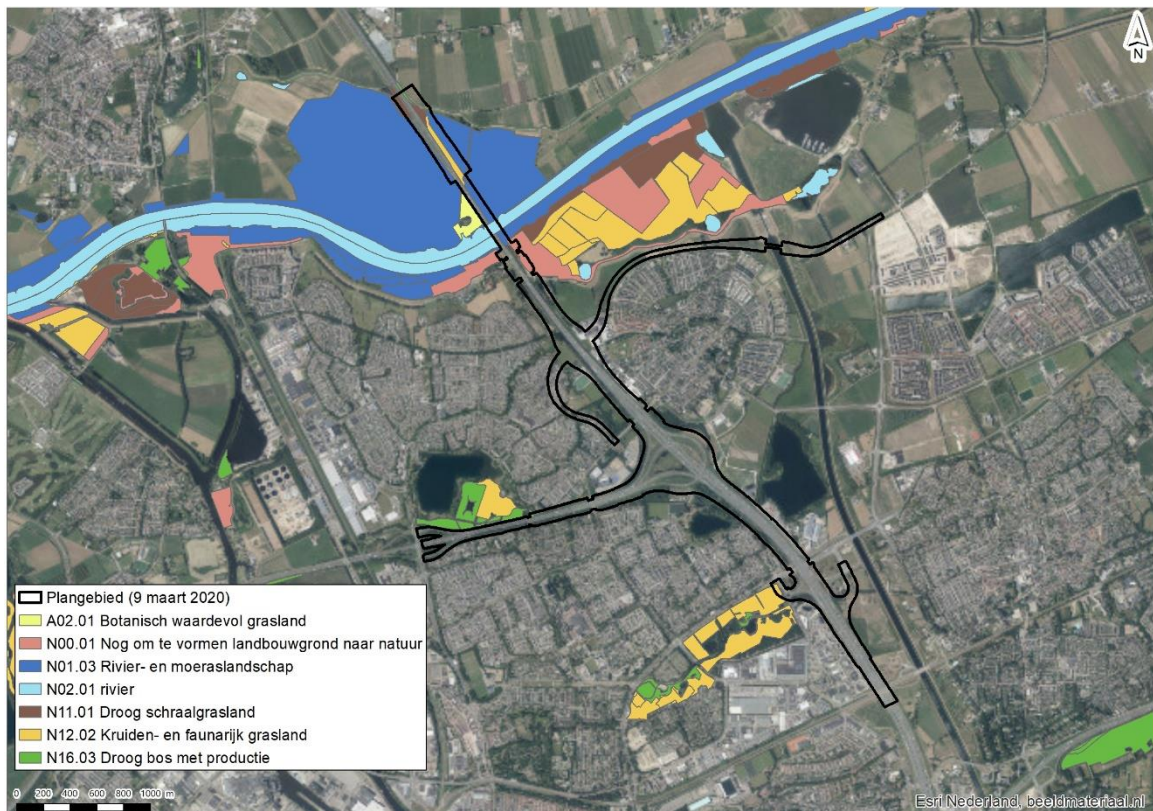 N
Plangebied (9 maart 2020)
A02.01 Botanisch waardevol grasland
N00.01 Nog om te vormen landbouwgrond naar natuur
N01.03 Rivier- en moeraslandschap
N02.01 rivier
N11.01 Droog schraalgrasland
N12.02 Kruiden- en faunarijk grasland
N16.03 Droog bos met productie
0 200 400 600 800 1000 m
Esri Nederland, beeldmateriaal.nl